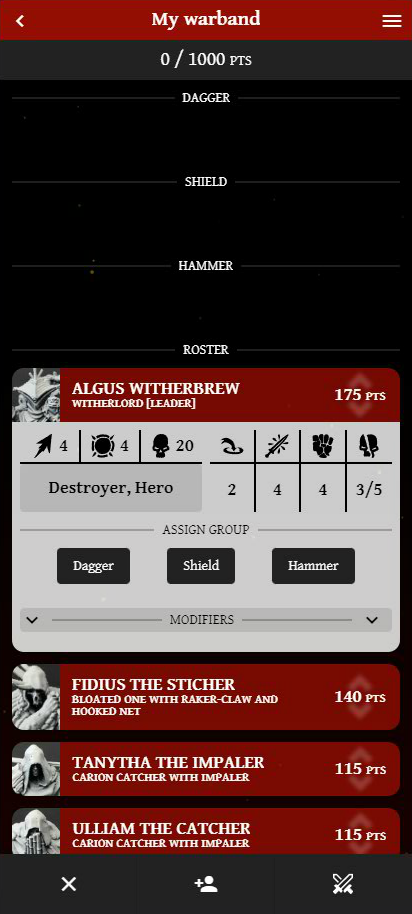 My warband
0 / 1000 PTS
DAGGER
SHIELD
HAMMER
ROSTER
ALGUS WITHERBREW
WITHERLORD [LEADER]
175 PTS
4 4 20
2 4 4 3/5
Destroyer, Hero
ASSIGN GROUP
Dagger Shield Hammer
MODIFIERS
FIDIUS THE STICHER
BLOATED ONE WITH RAKER-CLAW AND
HOOKED NET
140 PTS
TANYTHA THE IMPALER
CARION CATCHER WITH IMPALER
115 PTS
ULLIAM THE CATCHER
CARION CATCHER WITH IMPALER
115 PTS